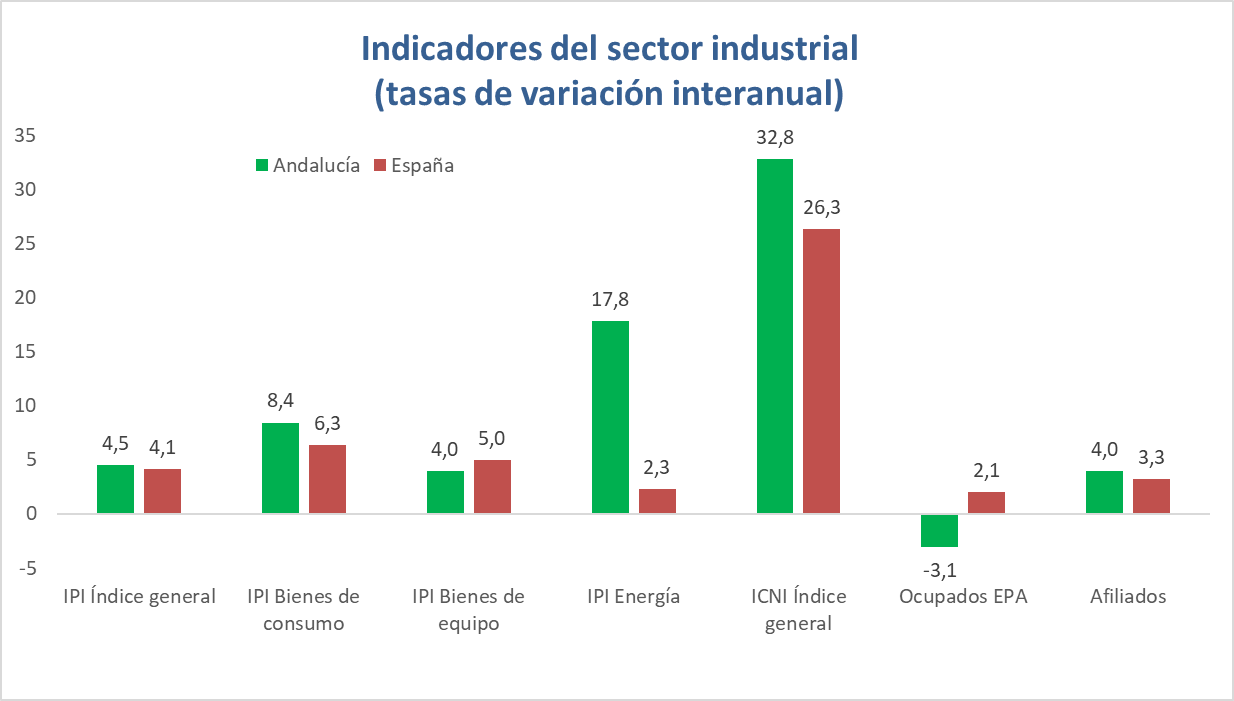 Indicadores del sector industrial
(tasas de variación interanual)
35
30
25
20
15
10
5
0
-5
Andalucía
España
4,5
4,1
8,4
6,3
4,0
5,0
17,8
2,3
32,8
26,3
-3,1
2,1
4,0
3,3
IPI Índice general
IPI Bienes de
consumo
IPI Bienes de
equipo
IPI Energía
ICNI Índice
general
Ocupados EPA
Afiliados